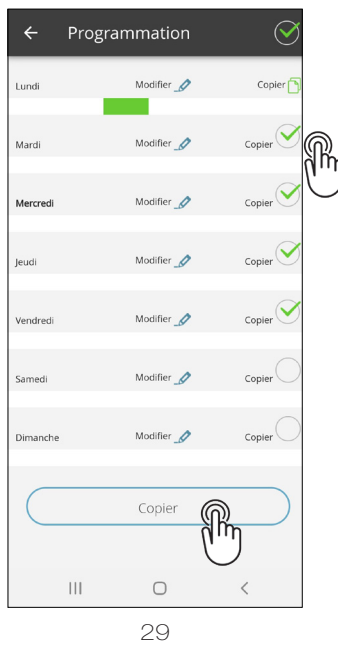 Programmation
Lundi Modifier Copier
Mardi Modifier Copier
Mercredi Modifier Copier
Jeudi Modifier Copier
Vendredi Modifier Copier
Samedi Modifier Copier
Dimanche Modifier Copier
Copier
29